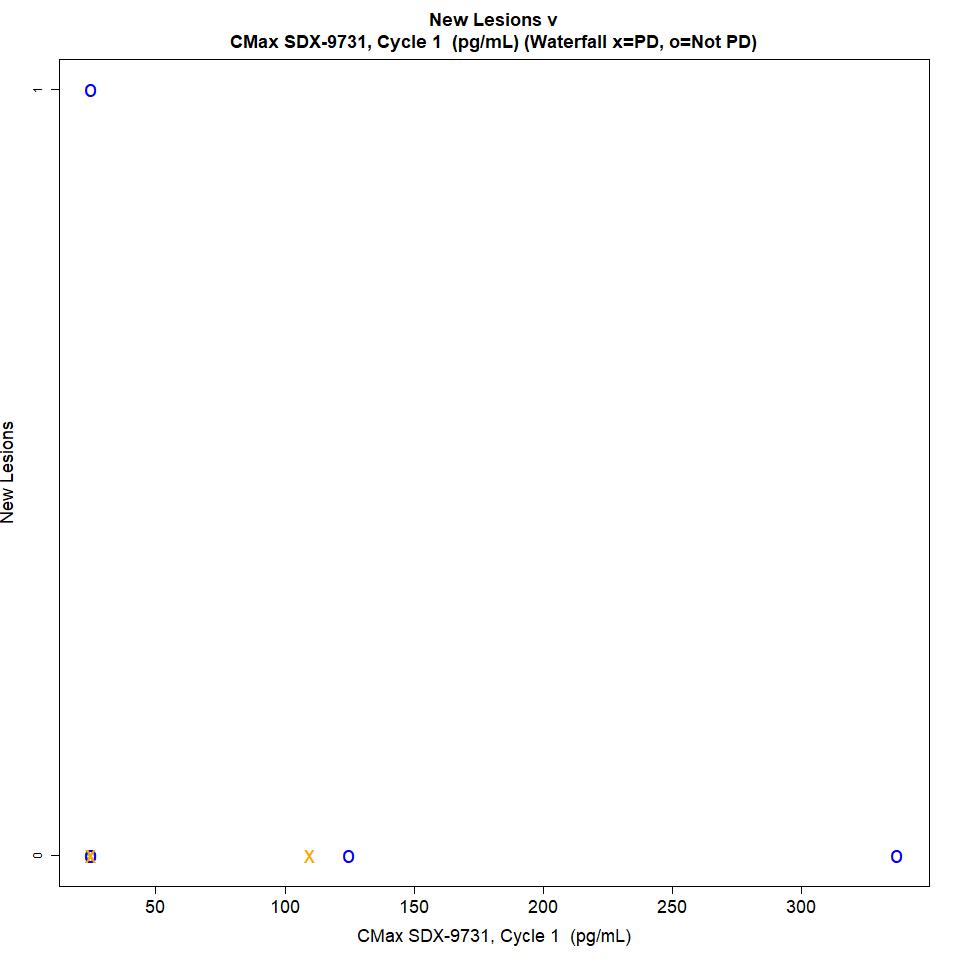 New Lesions v
CMax SDX-9731, Cycle 1  (pg/mL) (Waterfall x=PD, o=Not PD)
1
O
New Lesions
0
O X
X
O
O
50 100 150 200 250 300
CMax SDX-9731, Cycle 1  (pg/mL)